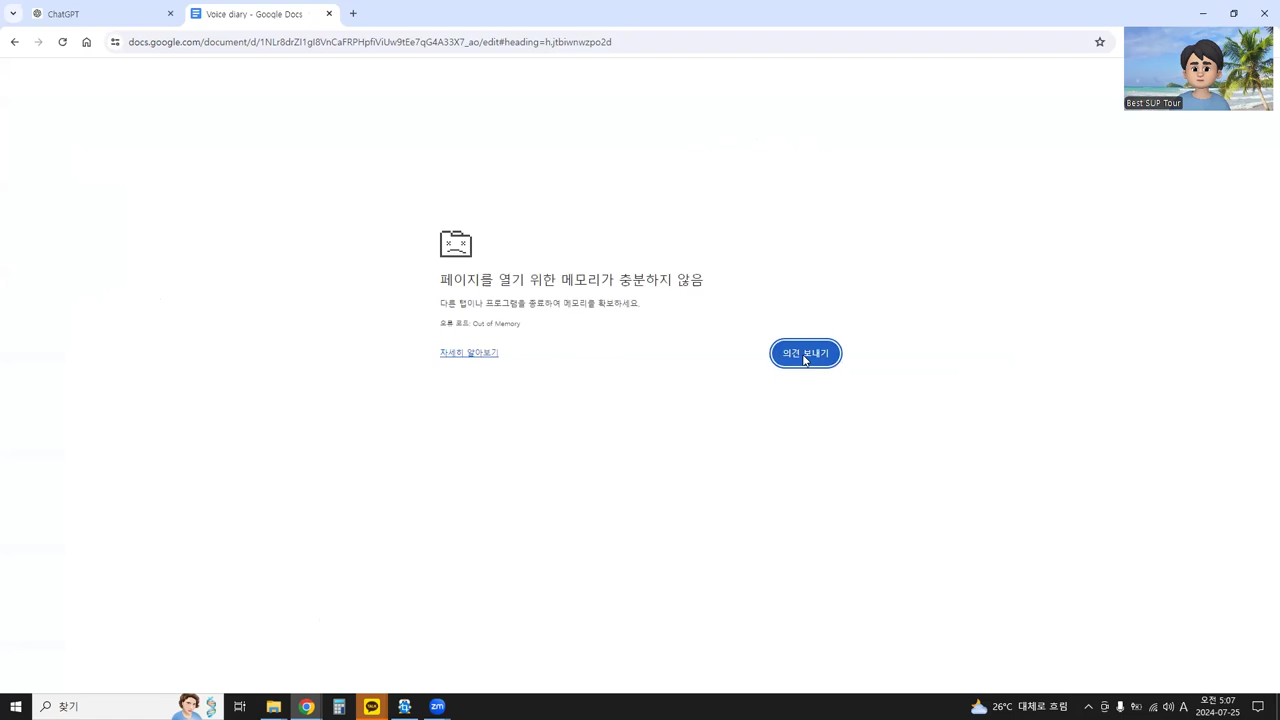 ChatGPT
Voice diary - Google Docs
docs.google.com/document/d/1NLr8drZI1gI8VnCaFRPHpfiViUw9tEe7qG4A33X7_ao/edit#heading=h.jtbiwnwzpo2d
Best SUP Tour
페이지를 열기 위한 메모리가 충분하지 않음
다른 탭이나 프로그램을 종료하여 메모리를 확보하세요.
오류 코드: Out of Memory
자세히 알아보기
의견 보내기
찾기
TALK
zm
26°C 대체로 흐림
A
오전 5:07
2024-07-25